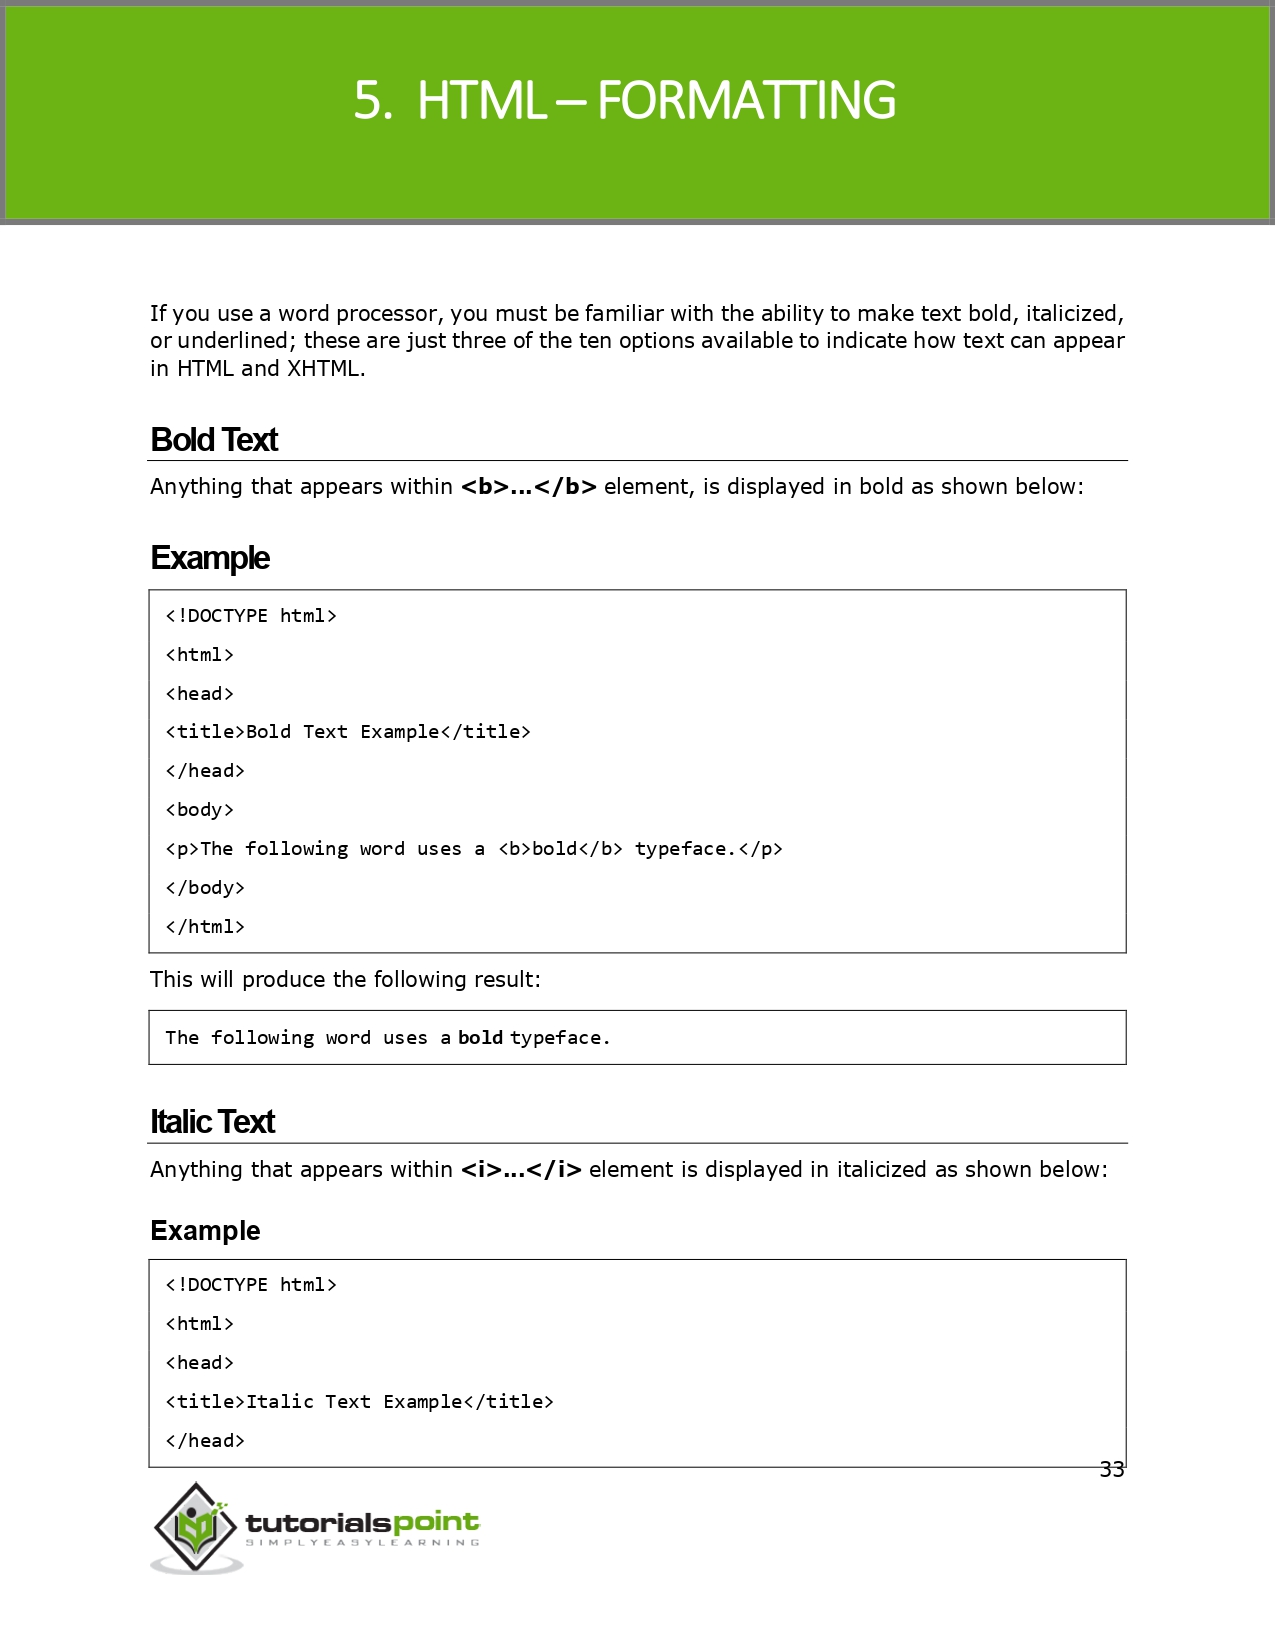 5. HTML – FORMATTING
If you use a word processor, you must be familiar with the ability to make text bold, italicized,
or underlined; these are just three of the ten options available to indicate how text can appear
in HTML and XHTML.
Bold Text
Anything that appears within <b>...</b> element, is displayed in bold as shown below:
Example
<!DOCTYPE html>
<html>
<head>
<title>Bold Text Example</title>
</head>
<body>
<p>The following word uses a <b>bold</b> typeface.</p>
</body>
</html>
This will produce the following result:
The following word uses a bold typeface.
Italic Text
Anything that appears within <i>...</i> element is displayed in italicized as shown below:
Example
<!DOCTYPE html>
<html>
<head>
<title>Italic Text Example</title>
</head>
33
tutorialspoint
SIMPLYEASYLEARNING